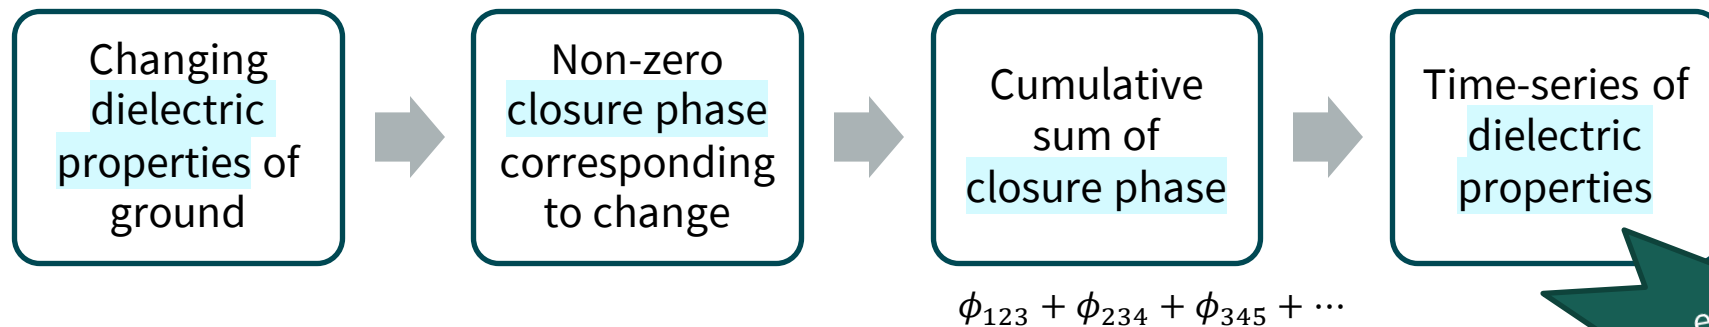 Changing
dielectric
properties of
ground
Non-zero
closure phase
corresponding
to change
Cumulative
sum of
closure phase
Time-series of
dielectric
properties
𝜙₁₂₃ + 𝜙₂₃₄ + 𝜙₃₄₅ + ⋯